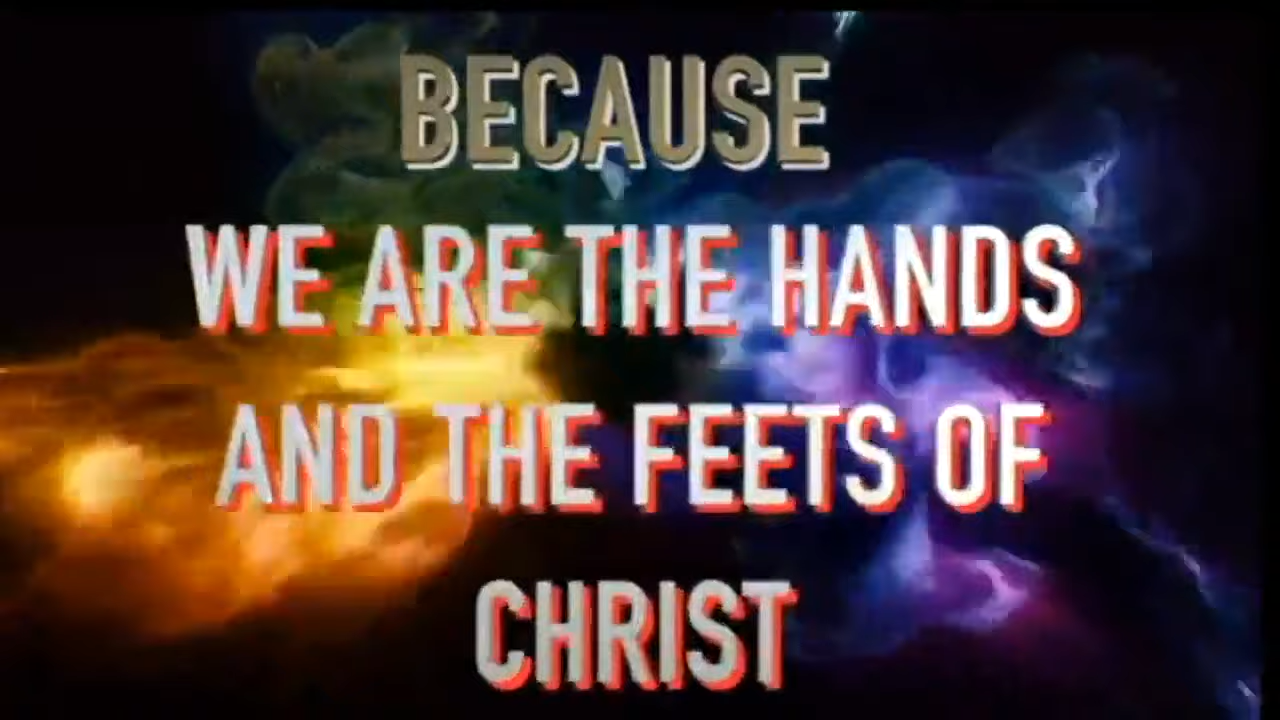 BECAUSE
WE ARE THE HANDS
AND THE FEETS OF
CHRIST